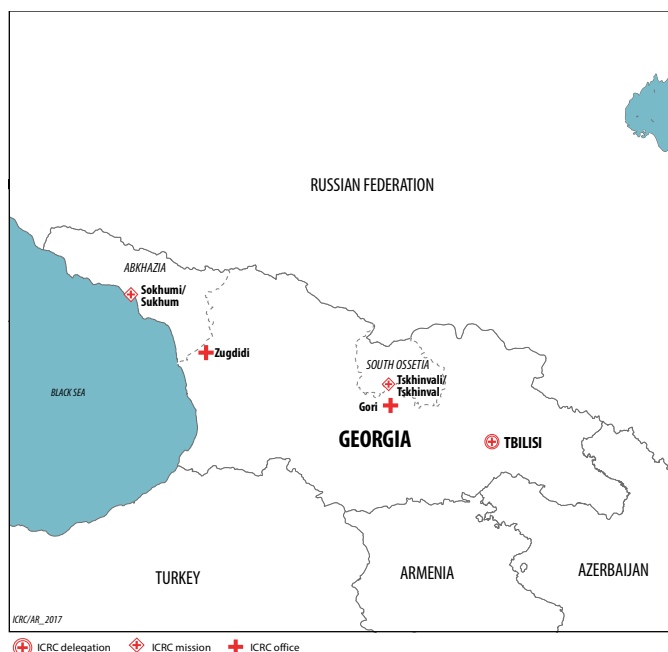 RUSSIAN FEDERATION
ABKHAZIA
Sokhumi/
Sukhum
Zugdidi
SOUTH OSSETIA
Tskhinvali/
Tskhinval
Gori
BLACK SEA
GEORGIA
TBILISI
TURKEY
ARMENIA
AZERBAIJAN
ICRC/AR_2017
ICRC delegation ICRC mission ICRC office